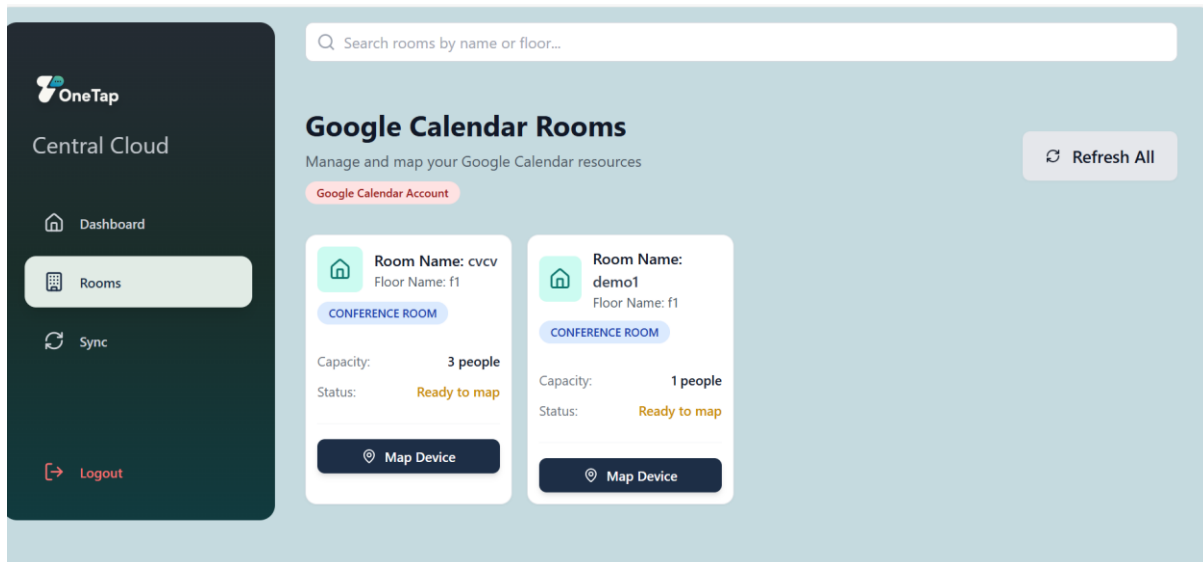 OneTap
Central Cloud
Dashboard
Rooms
Sync
Logout
Search rooms by name or floor...
Google Calendar Rooms
Manage and map your Google Calendar resources
Google Calendar Account
Refresh All
Room Name: cvcv
Floor Name: f1
CONFERENCE ROOM
Capacity: 3 people
Status: Ready to map
Map Device
Room Name:
demo1
Floor Name: f1
CONFERENCE ROOM
Capacity: 1 people
Status: Ready to map
Map Device